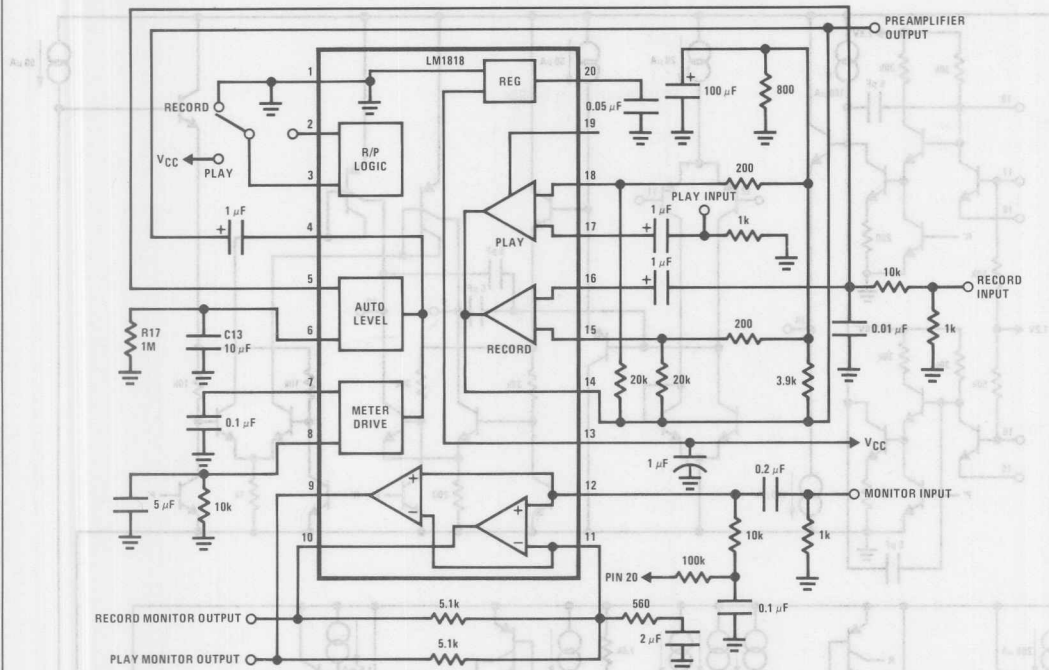 PREAMPLIFIER
OUTPUT
LM1818
1
20
REG
0.05 μF
+
100 μF
800
RECORD
19
2
R/P
LOGIC
VCC
PLAY
3
18
200
PLAY INPUT
1 μF
+
4
PLAY
17
1 μF
+
1k
16
1 μF
+
10k
RECORD
INPUT
5
AUTO
LEVEL
R17
1M
C13
10 μF
6
RECORD
15
200
0.01 μF
1k
20k
20k
3.9k
14
7
METER
DRIVE
0.1 μF
8
13
VCC
1 μF
0.2 μF
9
+
–
12
MONITOR INPUT
5 μF
10k
10
+
–
11
10k
1k
100k
PIN 20
0.1 μF
RECORD MONITOR OUTPUT
5.1k
560
2 μF
PLAY MONITOR OUTPUT
5.1k